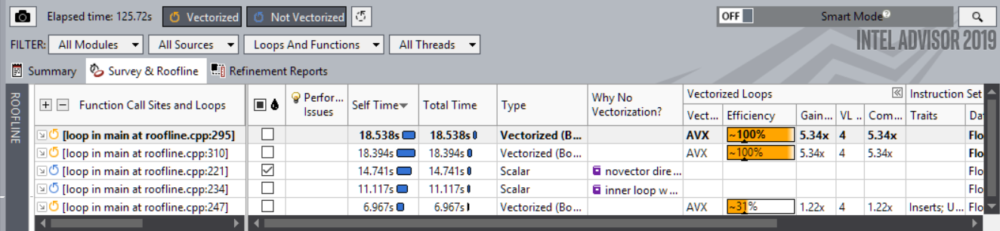 Elapsed time: 125.72s Vectorized Not Vectorized OFF Smart Mode?
FILTER: All Modules All Sources Loops And Functions All Threads
INTEL ADVISOR 2019
Summary Survey & Roofline Refinement Reports
ROOFLINE
Function Call Sites and Loops Perfor... Issues Self Time Total Time Type Why No Vectorization? Vectorized Loops Instruction Set
Vect... Efficiency Gain... VL .. Com... Traits Da
[loop in main at roofline.cpp:295] 18.538s 18.538s Vectorized (B... AVX ~100% 5.34x 4 5.34x Flo
[loop in main at roofline.cpp:310] 18.394s 18.394s Vectorized (Bo... AVX ~100% 5.34x 4 5.34x Flo
[loop in main at roofline.cpp:221] 14.741s 14.741s Scalar novector dire... Flo
[loop in main at roofline.cpp:234] 11.117s 11.117s Scalar inner loop w... Flo
[loop in main at roofline.cpp:247] 6.967s 6.967s Vectorized (Bo... AVX ~31% 1.22x 4 1.22x Inserts; U... Flo